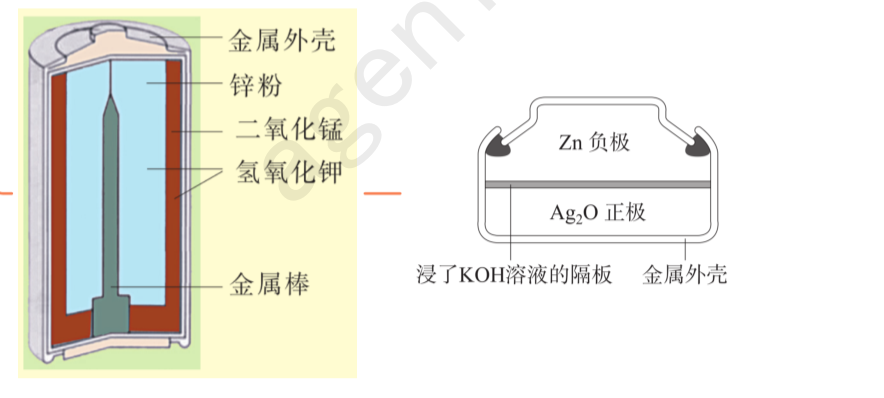 金属外壳
锌粉
二氧化锰
氢氧化钾
金属棒
Zn 负极
Ag₂O 正极
浸了KOH溶液的隔板 金属外壳
agen